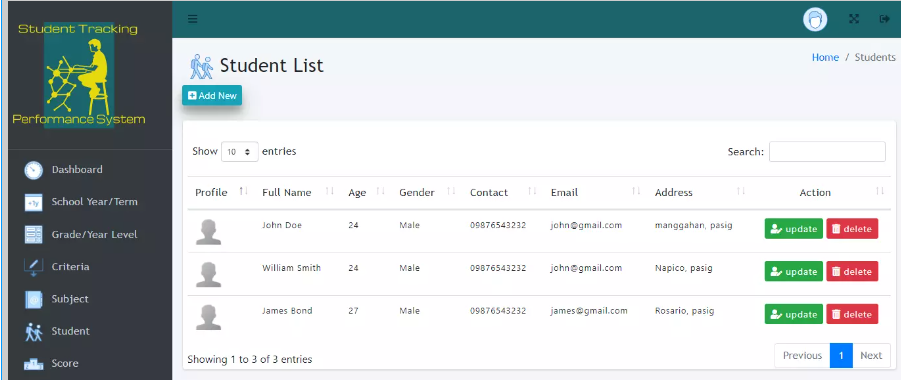 Student Tracking
Performance System
Dashboard
School Year/Term
Grade/Year Level
Criteria
Subject
Student
Score
Student List
Home / Students
Add New
Show 10 entries
Search:
Profile Full Name Age Gender Contact Email Address Action
John Doe 24 Male 09876543232 john@gmail.com manggahan, pasig update delete
William Smith 24 Male 09876543232 john@gmail.com Napico, pasig update delete
James Bond 27 Male 09876543232 james@gmail.com Rosario, pasig update delete
Showing 1 to 3 of 3 entries
Previous 1 Next